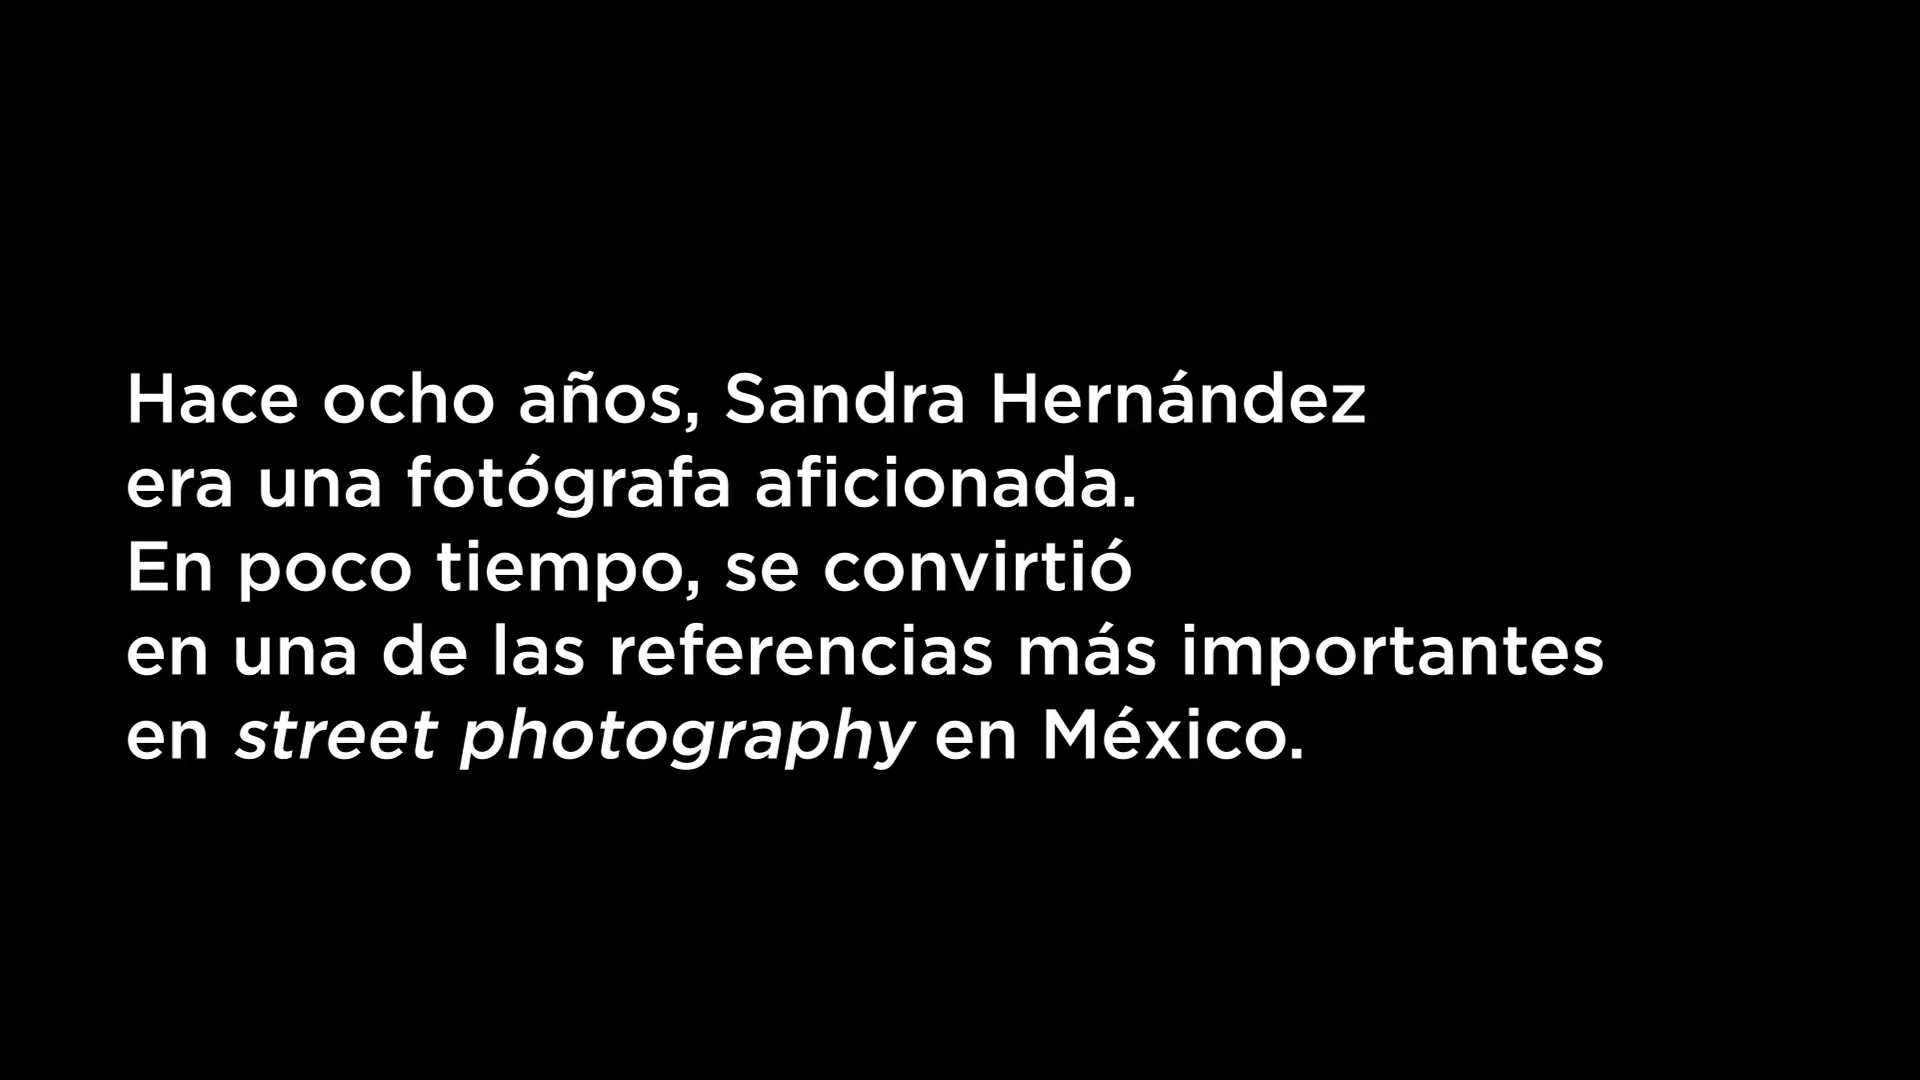 Hace ocho años, Sandra Hernández
era una fotógrafa aficionada.
En poco tiempo, se convirtió
en una de las referencias más importantes
en street photography en México.